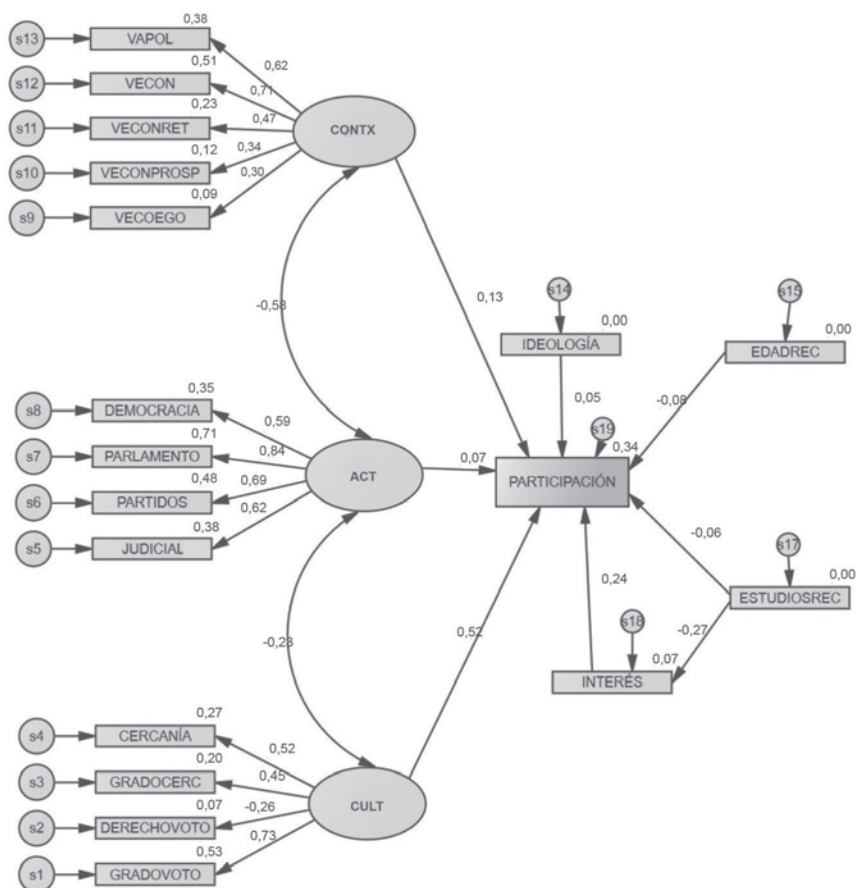 0,38
s13 VAPOL
0,62
0,51
s12 VECON
0,71
0,23
s11 VECONRET
0,47
CONTX
0,12
s10 VECONPROSP
0,34
0,09
0,30
s9 VECOEGO
-0,58
0,13
s14
0,00
IDEOLOGÍA
s15
0,00
EDADREC
0,05
-0,08
s19
0,34
PARTICIPACIÓN
0,35
s8 DEMOCRACIA
0,59
0,71
s7 PARLAMENTO
0,84
ACT
0,07
0,48
s6 PARTIDOS
0,69
0,62
0,38
s5 JUDICIAL
-0,06
s17
0,00
ESTUDIOSREC
0,24
-0,27
s18
0,07
INTERÉS
0,52
-0,23
0,27
s4 CERCANÍA
0,52
0,20
s3 GRADOCERC
0,45
0,07
-0,26
CULT
s2 DERECHOVOTO
0,73
0,53
s1 GRADOVOTO